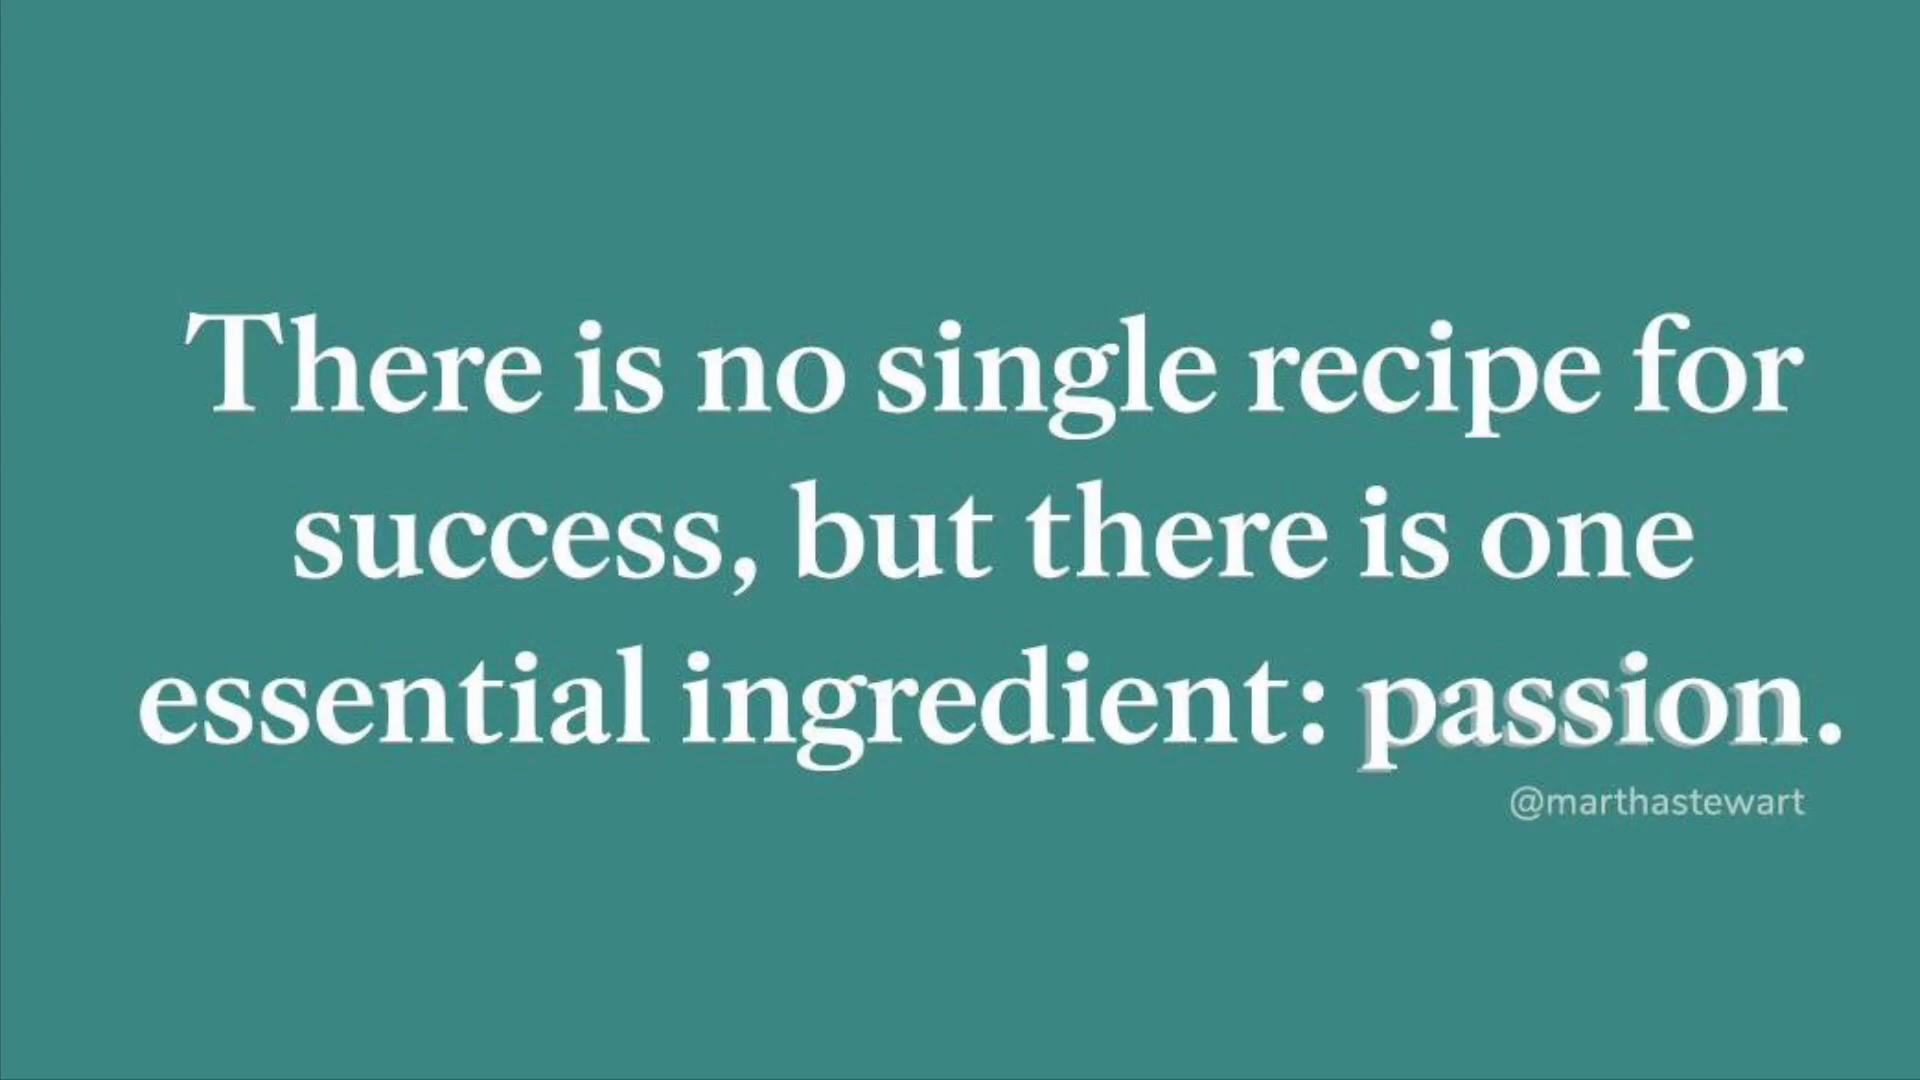 There is no single recipe for
success, but there is one
essential ingredient: passion.
@marthastewart